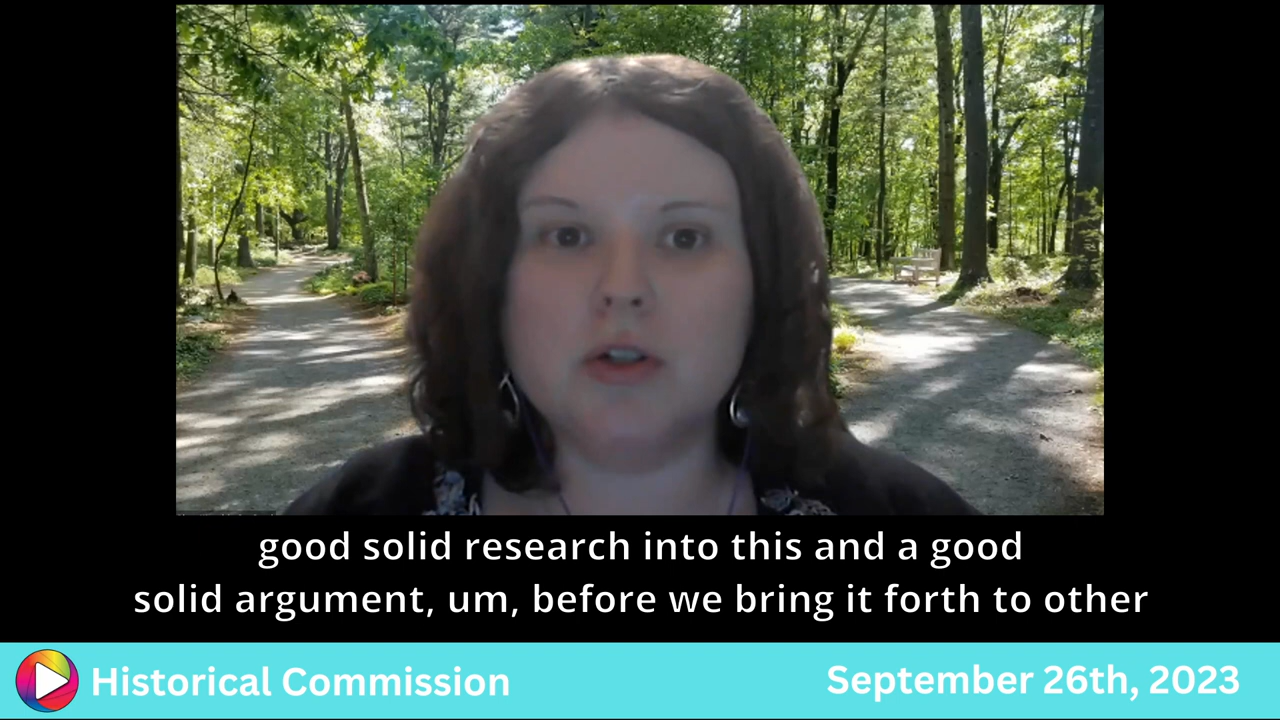 good solid research into this and a good
solid argument, um, before we bring it forth to other
Historical Commission
September 26th, 2023